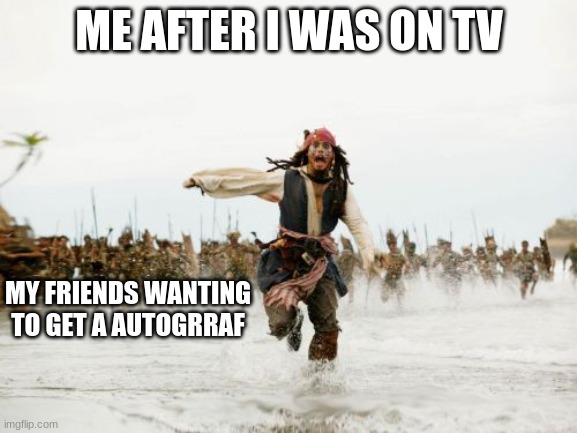 ME AFTER I WAS ON TV
MY FRIENDS WANTING
TO GET A AUTOGRRAF
imgflip.com